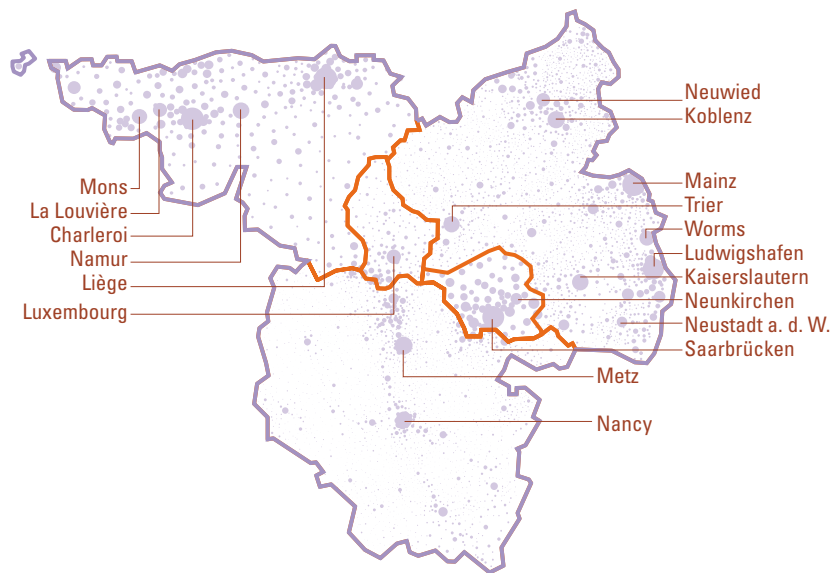 Mons
La Louvière
Charleroi
Namur
Liège
Luxembourg
Neuwied
Koblenz
Mainz
Trier
Worms
Ludwigshafen
Kaiserslautern
Neunkirchen
Neustadt a. d. W.
Saarbrücken
Metz
Nancy